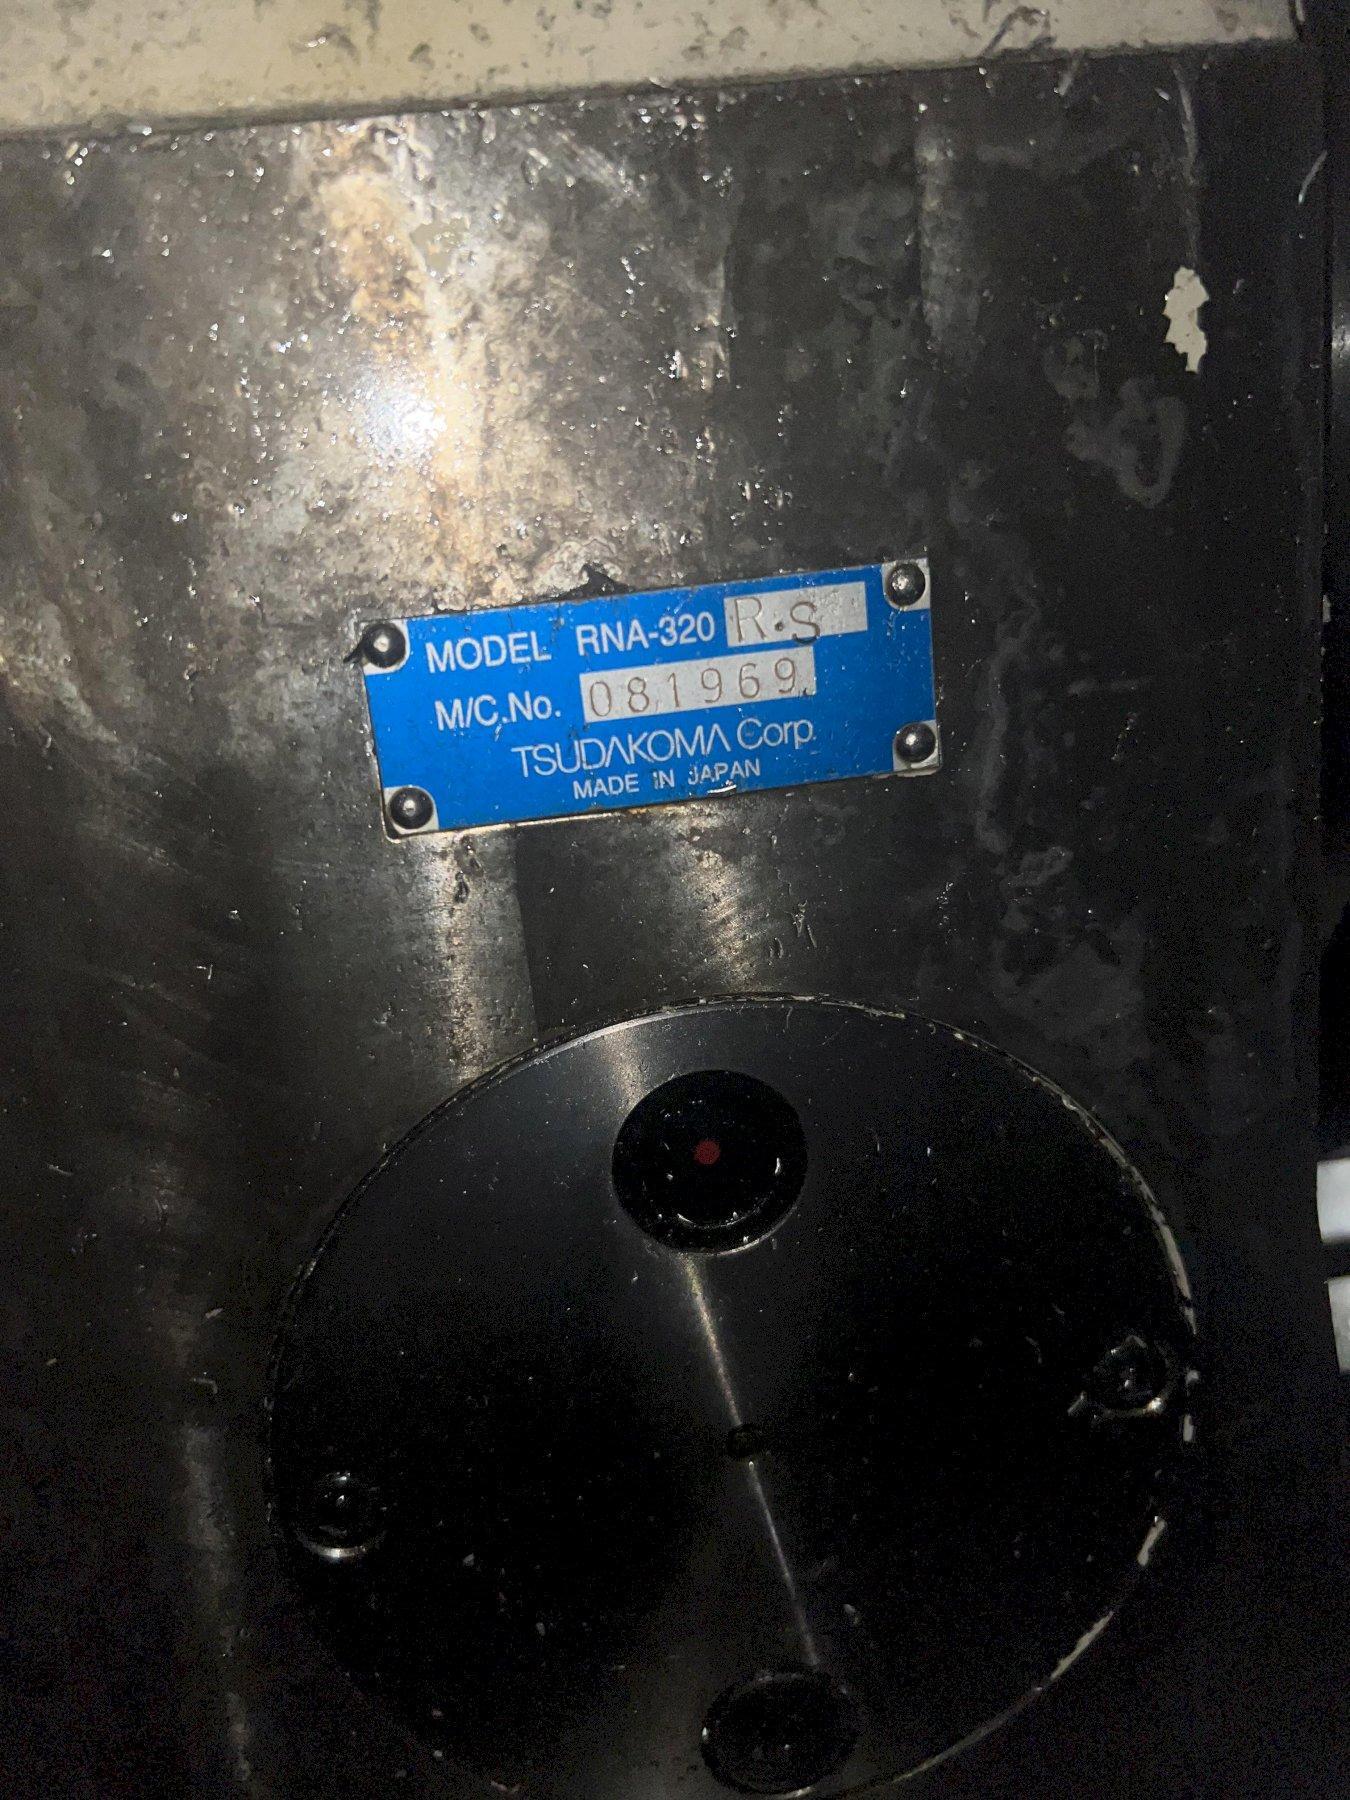 MODEL RNA-320 R·S
M/C.No. 081969
TSUDAKOMA Corp.
MADE IN JAPAN